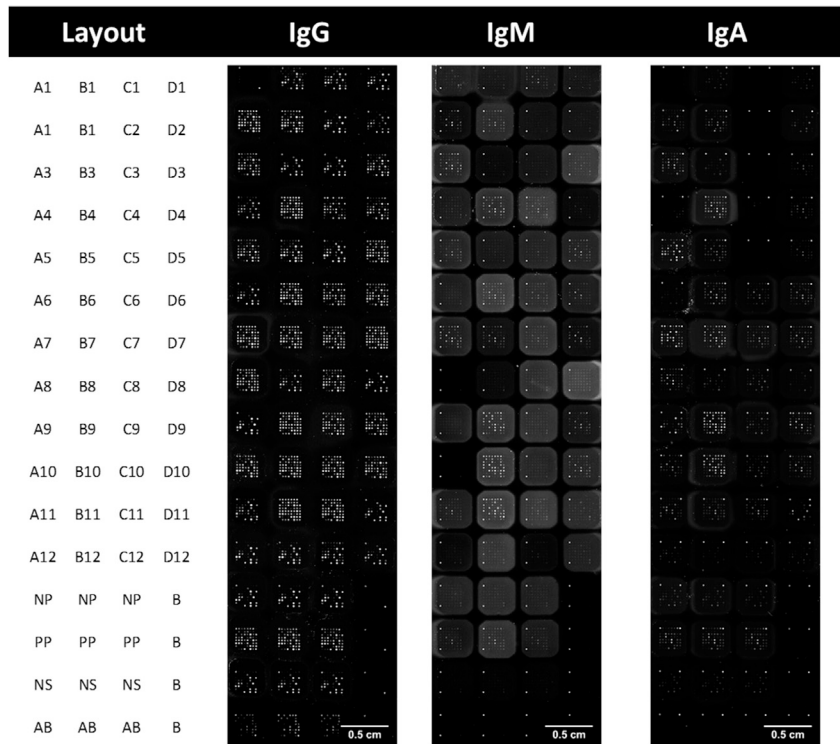 Layout IgG IgM IgA
A1 B1 C1 D1
A1 B1 C2 D2
A3 B3 C3 D3
A4 B4 C4 D4
A5 B5 C5 D5
A6 B6 C6 D6
A7 B7 C7 D7
A8 B8 C8 D8
A9 B9 C9 D9
A10 B10 C10 D10
A11 B11 C11 D11
A12 B12 C12 D12
NP NP NP B
PP PP PP B
NS NS NS B
AB AB AB B
0.5 cm 0.5 cm 0.5 cm